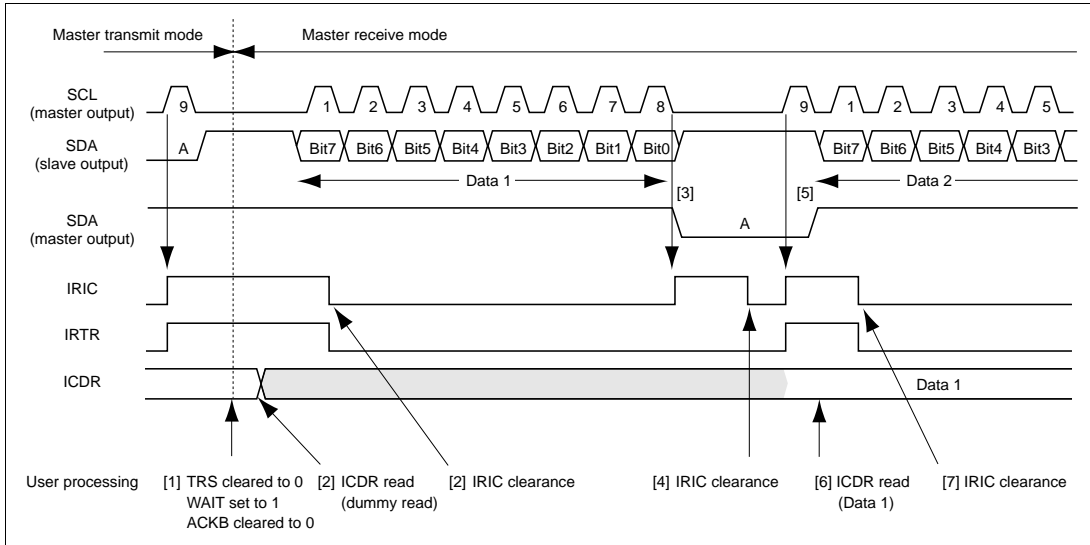 Master transmit mode
Master receive mode
SCL
(master output)
9 1 2 3 4 5 6 7 8 9 1 2 3 4 5
SDA
(slave output)
A Bit7 Bit6 Bit5 Bit4 Bit3 Bit2 Bit1 Bit0 Bit7 Bit6 Bit5 Bit4 Bit3
Data 1
[3]
[5]
Data 2
SDA
(master output)
A
IRIC
IRTR
ICDR
Data 1
User processing
[1] TRS cleared to 0
WAIT set to 1
ACKB cleared to 0
[2] ICDR read
(dummy read)
[2] IRIC clearance
[4] IRIC clearance
[6] ICDR read
(Data 1)
[7] IRIC clearance